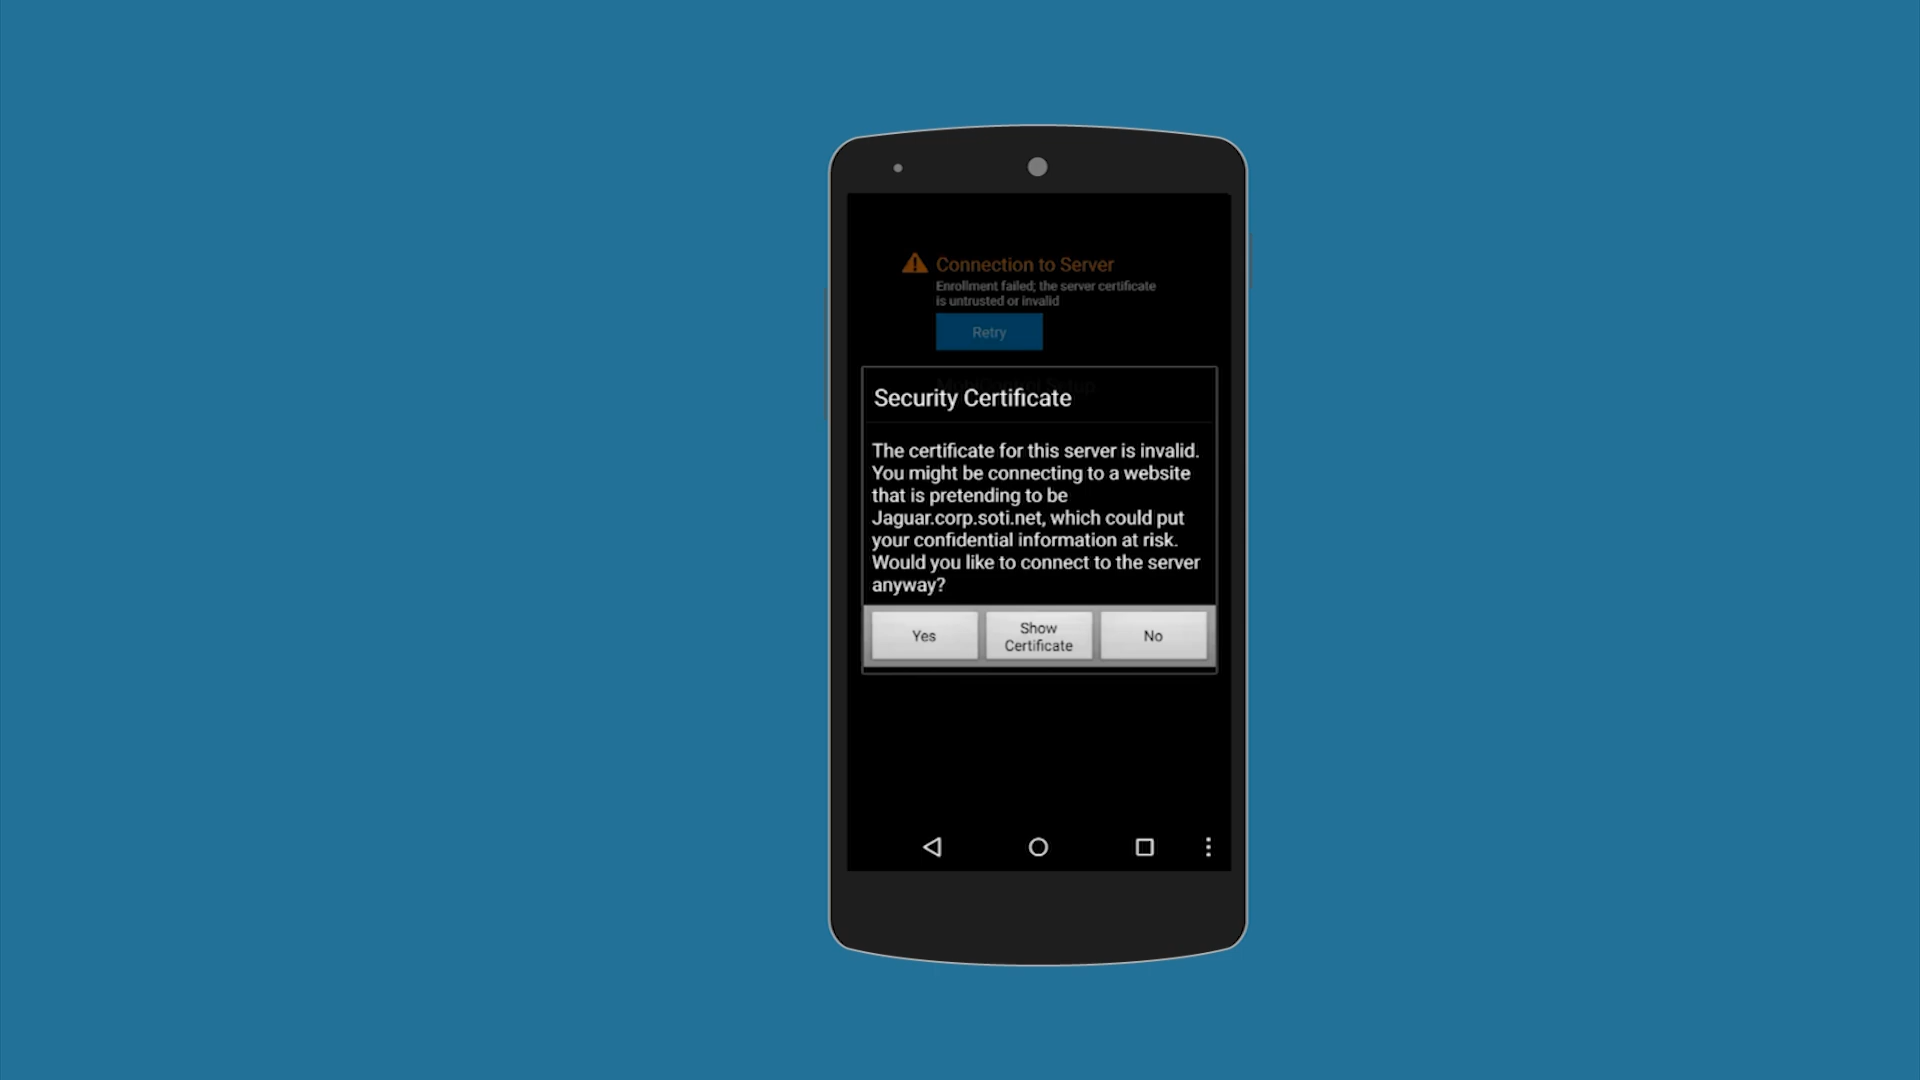 Connection to Server
Enrollment failed; the server certificate
is untrusted or invalid
Retry
Security Certificate
The certificate for this server is invalid.
You might be connecting to a website
that is pretending to be
Jaguar.corp.soti.net, which could put
your confidential information at risk.
Would you like to connect to the server
anyway?
Yes
Show
Certificate
No